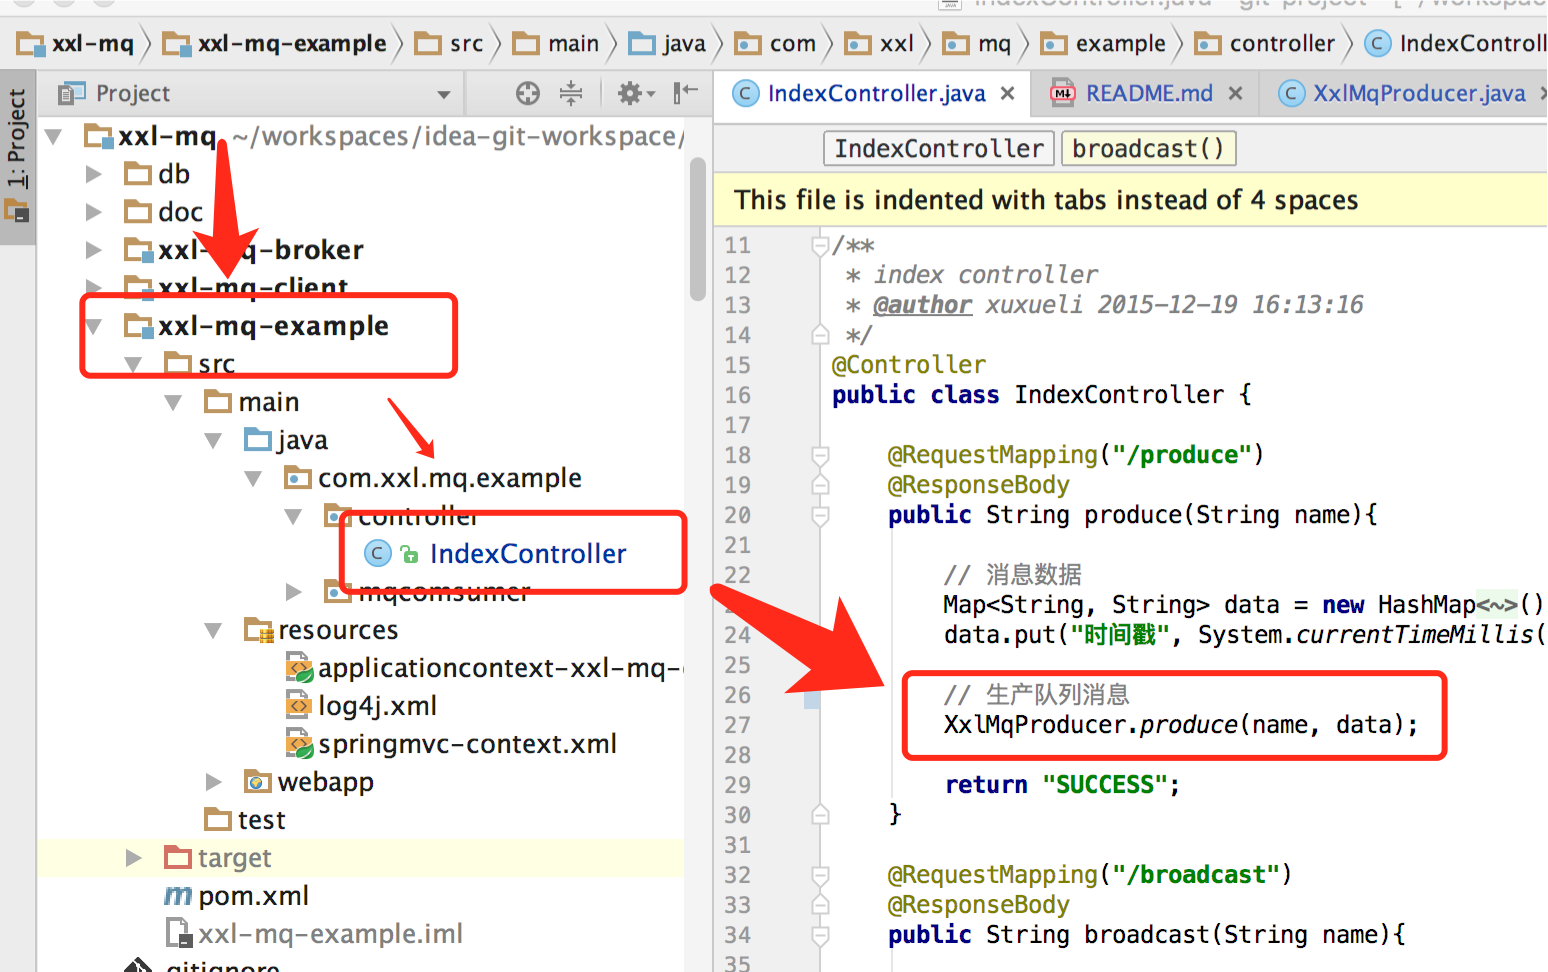 IndexController.java - git-project - [
xxl-mq xxl-mq-example src main java com xxl mq example controller IndexControll
1: Project
Project
xxl-mq ~/workspaces/idea-git-workspace/
db
doc
xxl-mq-broker
xxl-mq-client
xxl-mq-example
src
main
java
com.xxl.mq.example
controller
IndexController
mqcomsumer
resources
applicationcontext-xxl-mq-
log4j.xml
springmvc-context.xml
webapp
test
target
pom.xml
xxl-mq-example.iml
.gitignore
IndexController.java README.md XxlMqProducer.java
IndexController broadcast()
This file is indented with tabs instead of 4 spaces
11 /**
12 * index controller
13 * @author xuxueli 2015-12-19 16:13:16
14 */
15 @Controller
16 public class IndexController {
17
18 @RequestMapping("/produce")
19 @ResponseBody
20 public String produce(String name){
21
22 // 消息数据
Map<String, String> data = new HashMap<~>()
24 data.put("时间戳", System.currentTimeMillis(
25
26 // 生产队列消息
27 XxlMqProducer.produce(name, data);
28
29 return "SUCCESS";
30 }
31
32 @RequestMapping("/broadcast")
33 @ResponseBody
34 public String broadcast(String name){
35